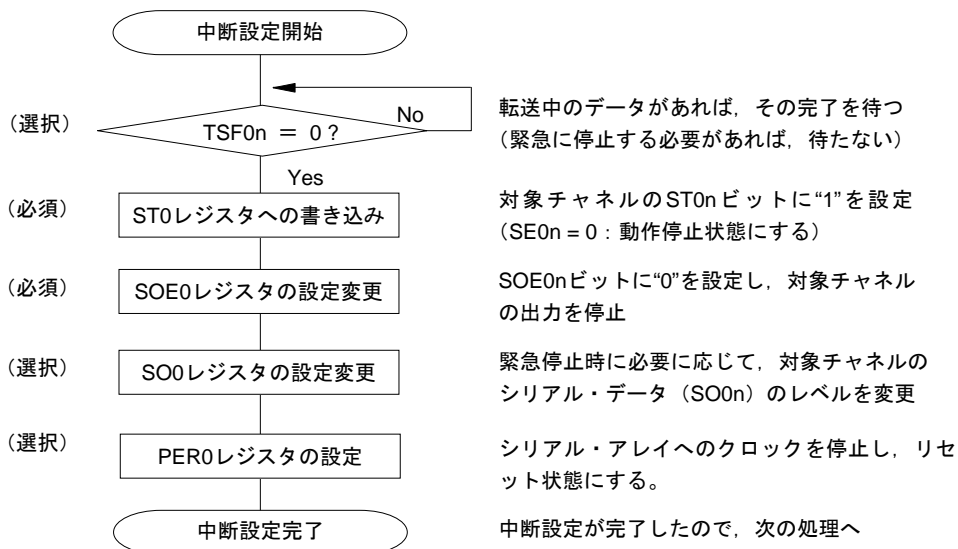 中断設定開始
（選択）
TSF0n ＝ 0？
No
転送中のデータがあれば，その完了を待つ
（緊急に停止する必要があれば，待たない）
Yes
（必須）
ST0レジスタへの書き込み
対象チャネルのST0nビットに“1”を設定
（SE0n = 0：動作停止状態にする）
（必須）
SOE0レジスタの設定変更
SOE0nビットに“0”を設定し，対象チャネル
の出力を停止
（選択）
SO0レジスタの設定変更
緊急停止時に必要に応じて，対象チャネルの
シリアル・データ（SO0n）のレベルを変更
（選択）
PER0レジスタの設定
シリアル・アレイへのクロックを停止し，リセ
ット状態にする。
中断設定完了
中断設定が完了したので，次の処理へ